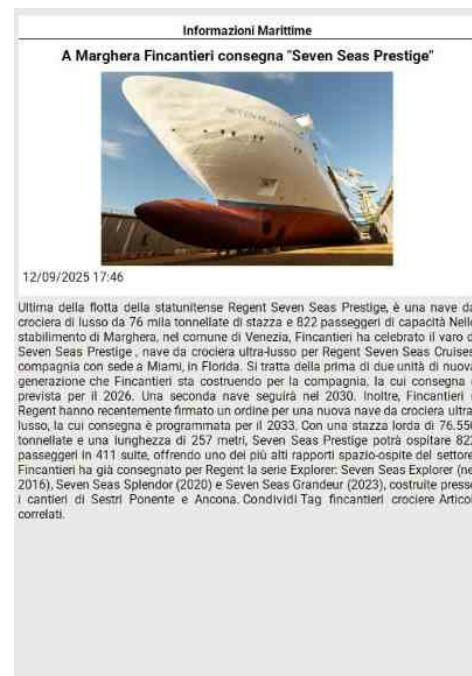 Informazioni Marittime
A Marghera Fincantieri consegna "Seven Seas Prestige"
SEVEN SEAS
12/09/2025 17:46
Ultima della flotta della statunitense Regent Seven Seas Prestige, è una nave da
crociera di lusso da 76 mila tonnellate di stazza e 822 passeggeri di capacità Nello
stabilimento di Marghera, nel comune di Venezia, Fincantieri ha celebrato il varo d
Seven Seas Prestige , nave da crociera ultra-lusso per Regent Seven Seas Cruises
compagnia con sede a Miami, in Florida. Si tratta della prima di due unità di nuova
generazione che Fincantieri sta costruendo per la compagnia, la cui consegna
prevista per il 2026. Una seconda nave seguirà nel 2030. Inoltre, Fincantieri
Regent hanno recentemente firmato un ordine per una nuova nave da crociera ultra
lusso, la cui consegna è programmata per il 2033. Con una stazza lorda di 76.550
tonnellate e una lunghezza di 257 metri, Seven Seas Prestige potrà ospitare 822
passeggeri in 411 suite, offrendo uno dei più alti rapporti spazio-ospite del settore
Fincantieri ha già consegnato per Regent la serie Explorer: Seven Seas Explorer (ne
2016), Seven Seas Splendor (2020) e Seven Seas Grandeur (2023), costruite presso
i cantieri di Sestri Ponente e Ancona. Condividi Tag fincantieri crociere Articol
correlati.